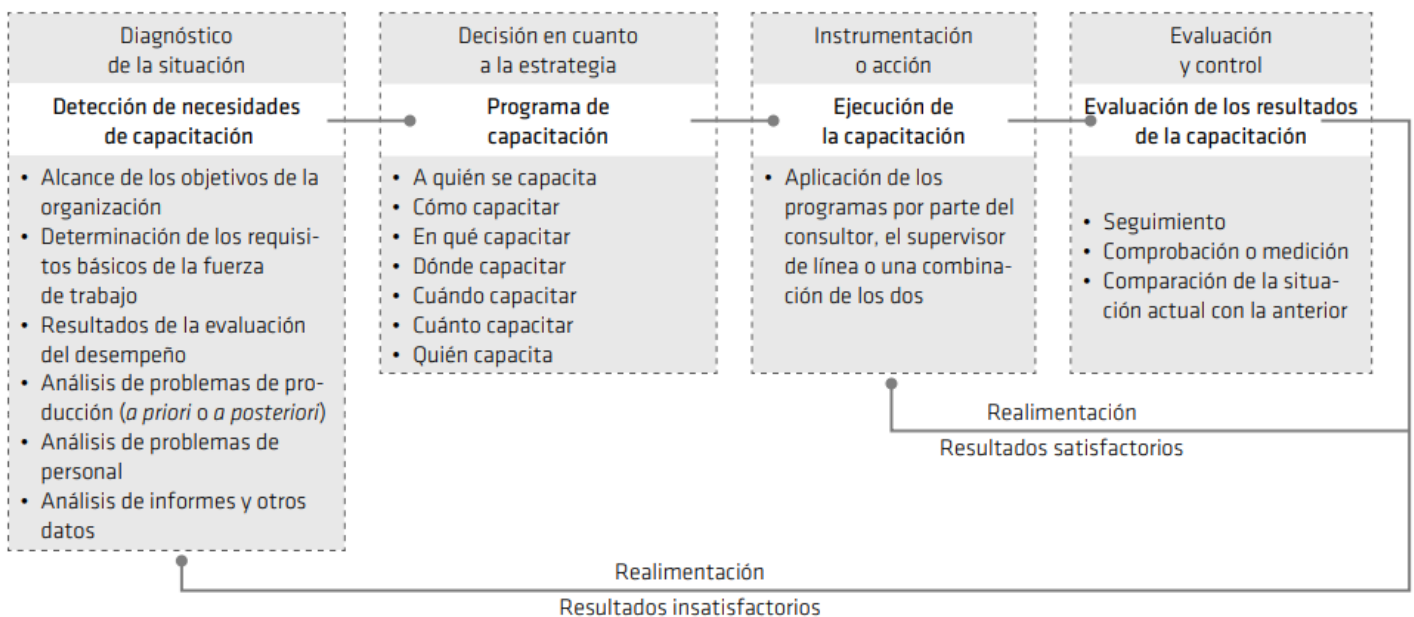 Diagnóstico
de la situación
Detección de necesidades
de capacitación
• Alcance de los objetivos de la
organización
• Determinación de los requisi-
tos básicos de la fuerza
de trabajo
• Resultados de la evaluación
del desempeño
• Análisis de problemas de pro-
ducción (a priori o a posteriori)
• Análisis de problemas de
personal
• Análisis de informes y otros
datos
Decisión en cuanto
a la estrategia
Programa de
capacitación
• A quién se capacita
• Cómo capacitar
• En qué capacitar
• Dónde capacitar
• Cuándo capacitar
• Cuánto capacitar
• Quién capacita
Instrumentación
o acción
Ejecución de
la capacitación
• Aplicación de los
programas por parte del
consultor, el supervisor
de línea o una combina-
ción de los dos
Evaluación
y control
Evaluación de los resultados
de la capacitación
• Seguimiento
• Comprobación o medición
• Comparación de la situa-
ción actual con la anterior
Realimentación
Resultados satisfactorios
Realimentación
Resultados insatisfactorios